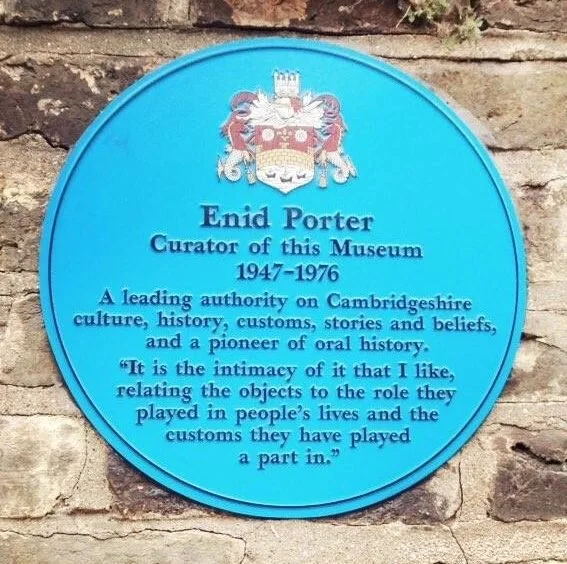 Enid Porter
Curator of this Museum
1947-1976
A leading authority on Cambridgeshire
culture, history, customs, stories and beliefs,
and a pioneer of oral history.
“It is the intimacy of it that I like,
relating the objects to the role they
played in people’s lives and the
customs they have played
a part in.”